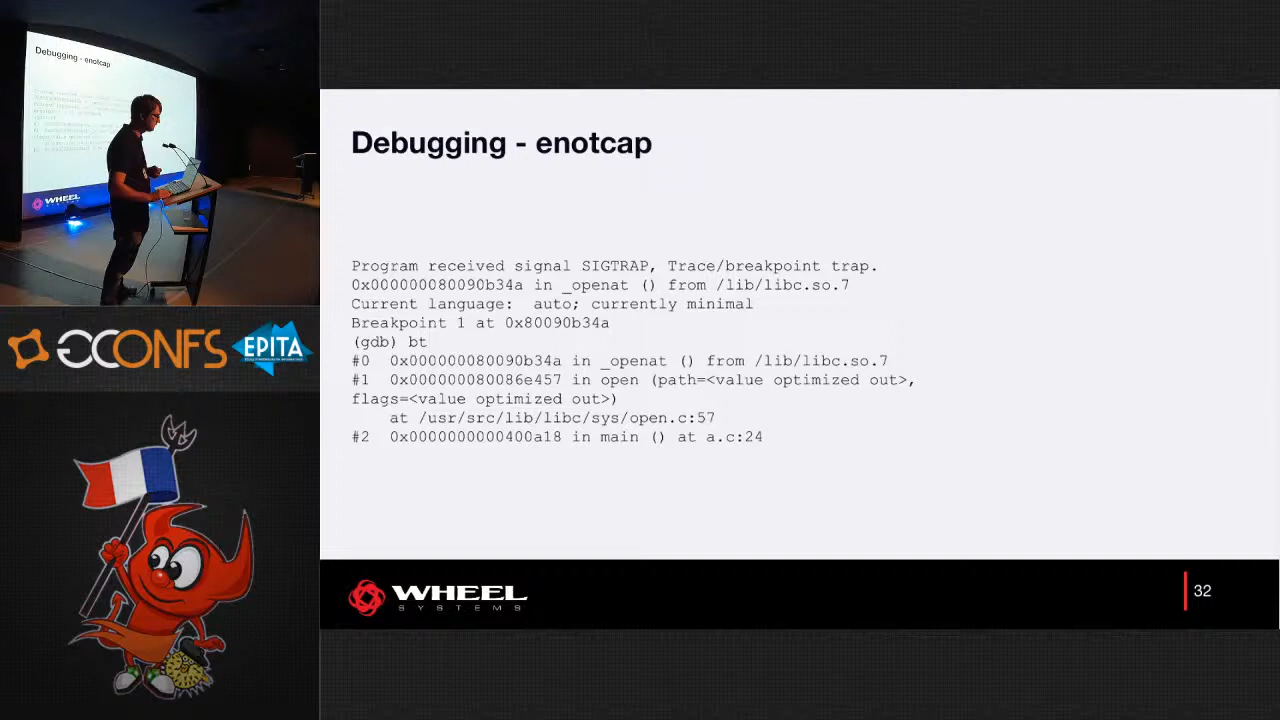 Debugging - enotcap
WHEEL
GCONFS
EPITA
Debugging - enotcap
Program received signal SIGTRAP, Trace/breakpoint trap.
0x000000080090b34a in _openat () from /lib/libc.so.7
Current language:  auto; currently minimal
Breakpoint 1 at 0x80090b34a
(gdb) bt
#0  0x000000080090b34a in _openat () from /lib/libc.so.7
#1  0x000000080086e457 in open (path=<value optimized out>,
flags=<value optimized out>)
    at /usr/src/lib/libc/sys/open.c:57
#2  0x0000000000400a18 in main () at a.c:24
WHEEL
SYSTEMS
32